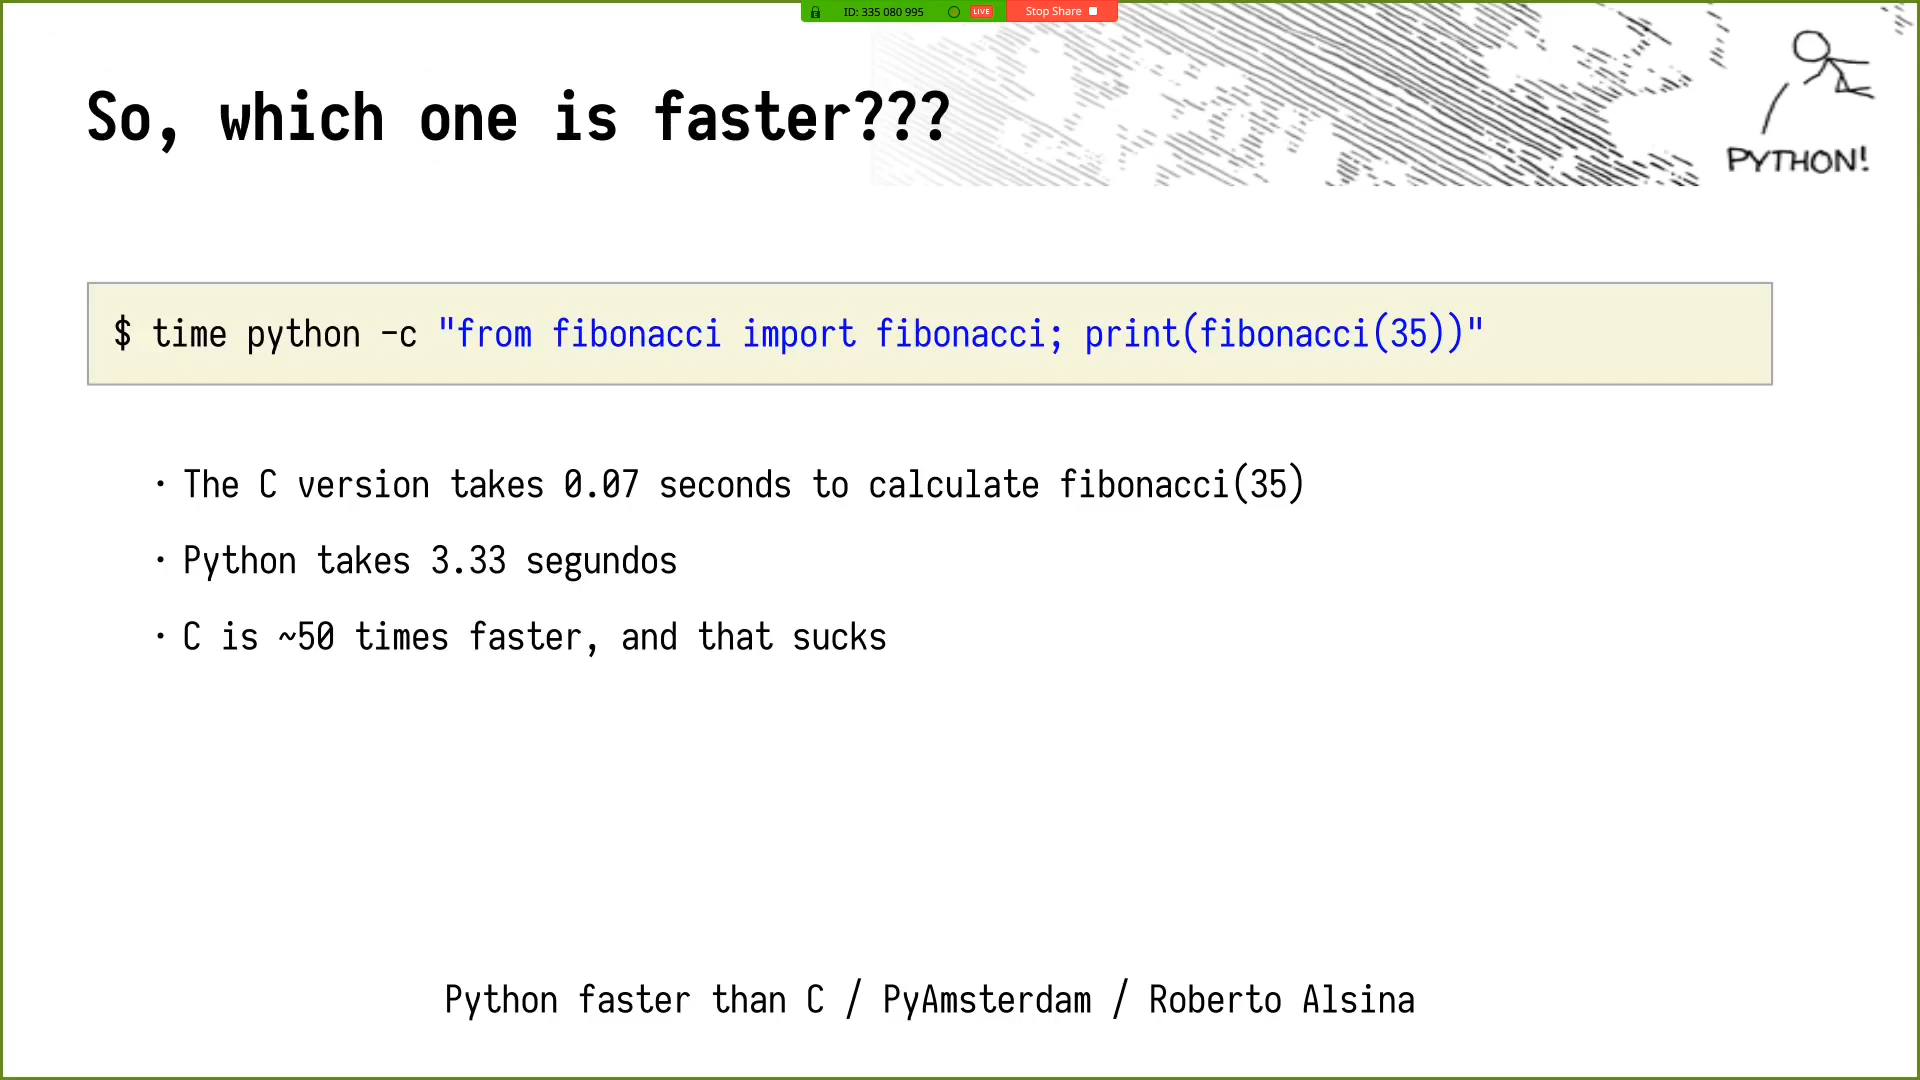 ID: 335 080 995 LIVE Stop Share
So, which one is faster???
PYTHON!
$ time python -c "from fibonacci import fibonacci; print(fibonacci(35))"
• The C version takes 0.07 seconds to calculate fibonacci(35)
• Python takes 3.33 segundos
• C is ~50 times faster, and that sucks
Python faster than C / PyAmsterdam / Roberto Alsina